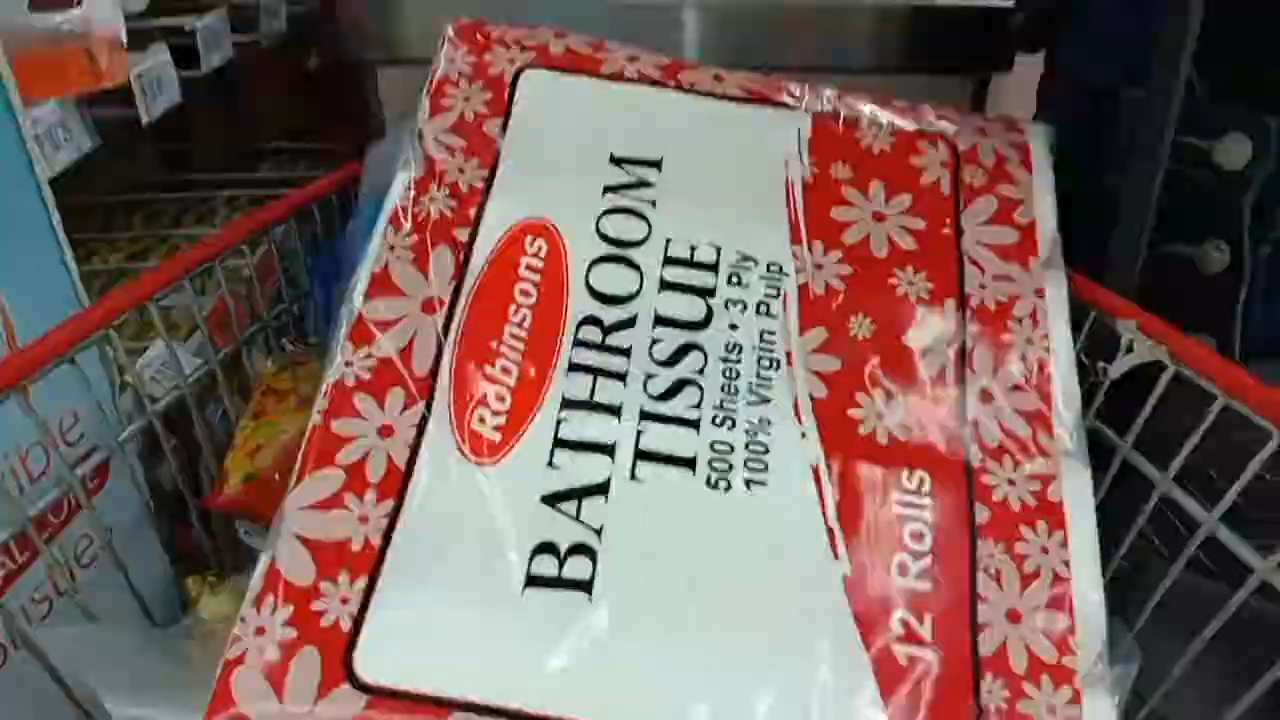 Robinsons
BATHROOM
TISSUE
500 Sheets • 3 Ply
100% Virgin Pulp
12 Rolls